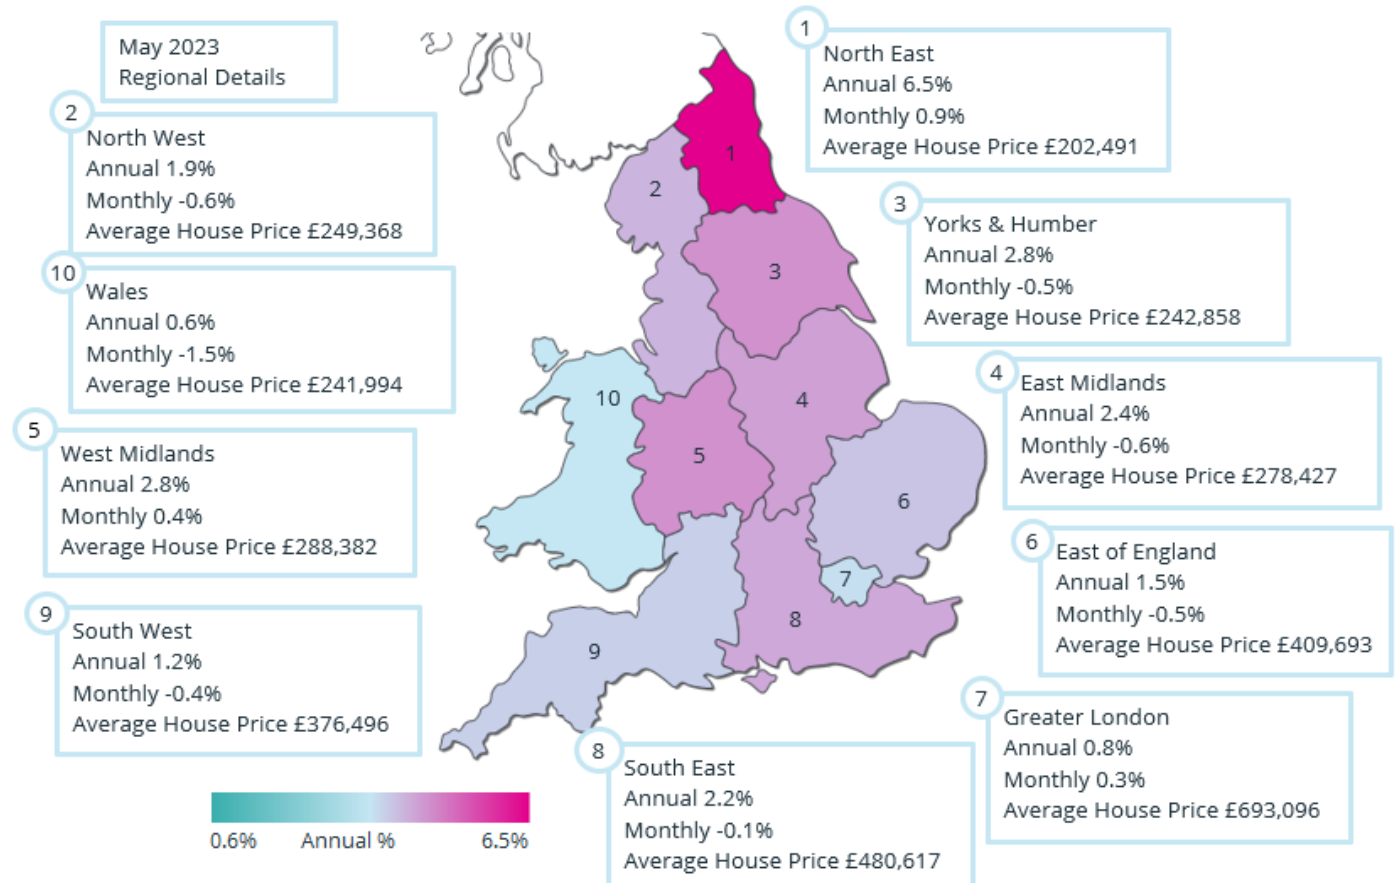 May 2023
Regional Details
1
North East
Annual 6.5%
Monthly 0.9%
Average House Price £202,491
2
North West
Annual 1.9%
Monthly -0.6%
Average House Price £249,368
3
Yorks & Humber
Annual 2.8%
Monthly -0.5%
Average House Price £242,858
10
Wales
Annual 0.6%
Monthly -1.5%
Average House Price £241,994
4
East Midlands
Annual 2.4%
Monthly -0.6%
Average House Price £278,427
5
West Midlands
Annual 2.8%
Monthly 0.4%
Average House Price £288,382
6
East of England
Annual 1.5%
Monthly -0.5%
Average House Price £409,693
9
South West
Annual 1.2%
Monthly -0.4%
Average House Price £376,496
7
Greater London
Annual 0.8%
Monthly 0.3%
Average House Price £693,096
8
South East
Annual 2.2%
Monthly -0.1%
Average House Price £480,617
1
2
3
10
4
5
6
7
8
9
0.6% Annual % 6.5%